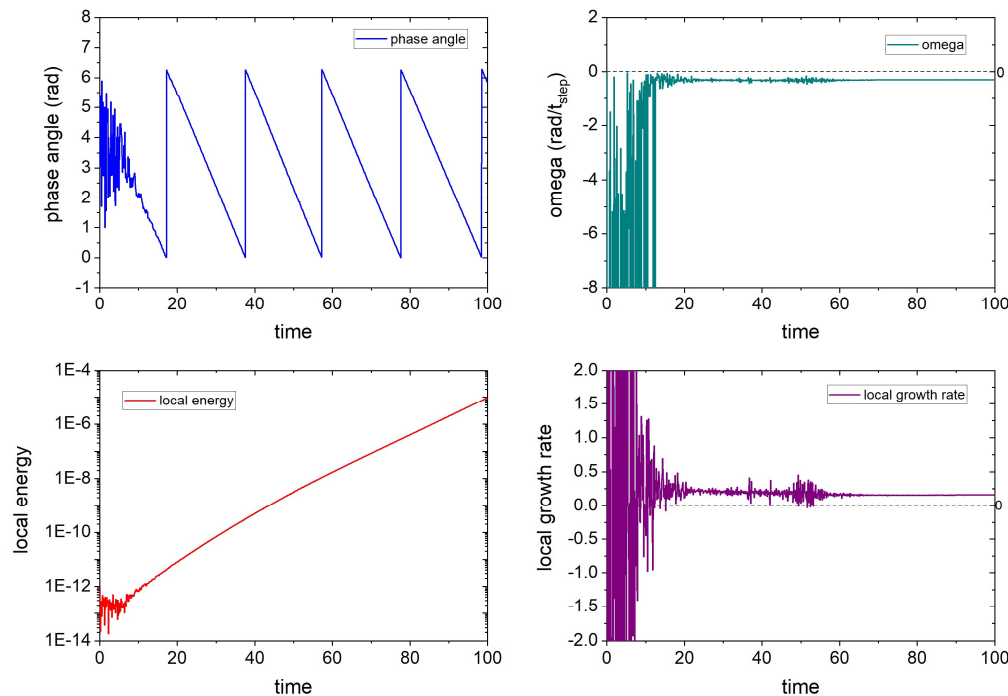 8
7
6
5
4
3
2
1
0
-1
phase angle (rad)
phase angle
0
20
40
60
80
100
time
2
0
-2
-4
-6
-8
omega (rad/t_step)
omega
0
0
20
40
60
80
100
time
1E-4
1E-6
1E-8
1E-10
1E-12
1E-14
local energy
local energy
0
20
40
60
80
100
time
2.0
1.5
1.0
0.5
0.0
-0.5
-1.0
-1.5
-2.0
local growth rate
local growth rate
0
0
20
40
60
80
100
time